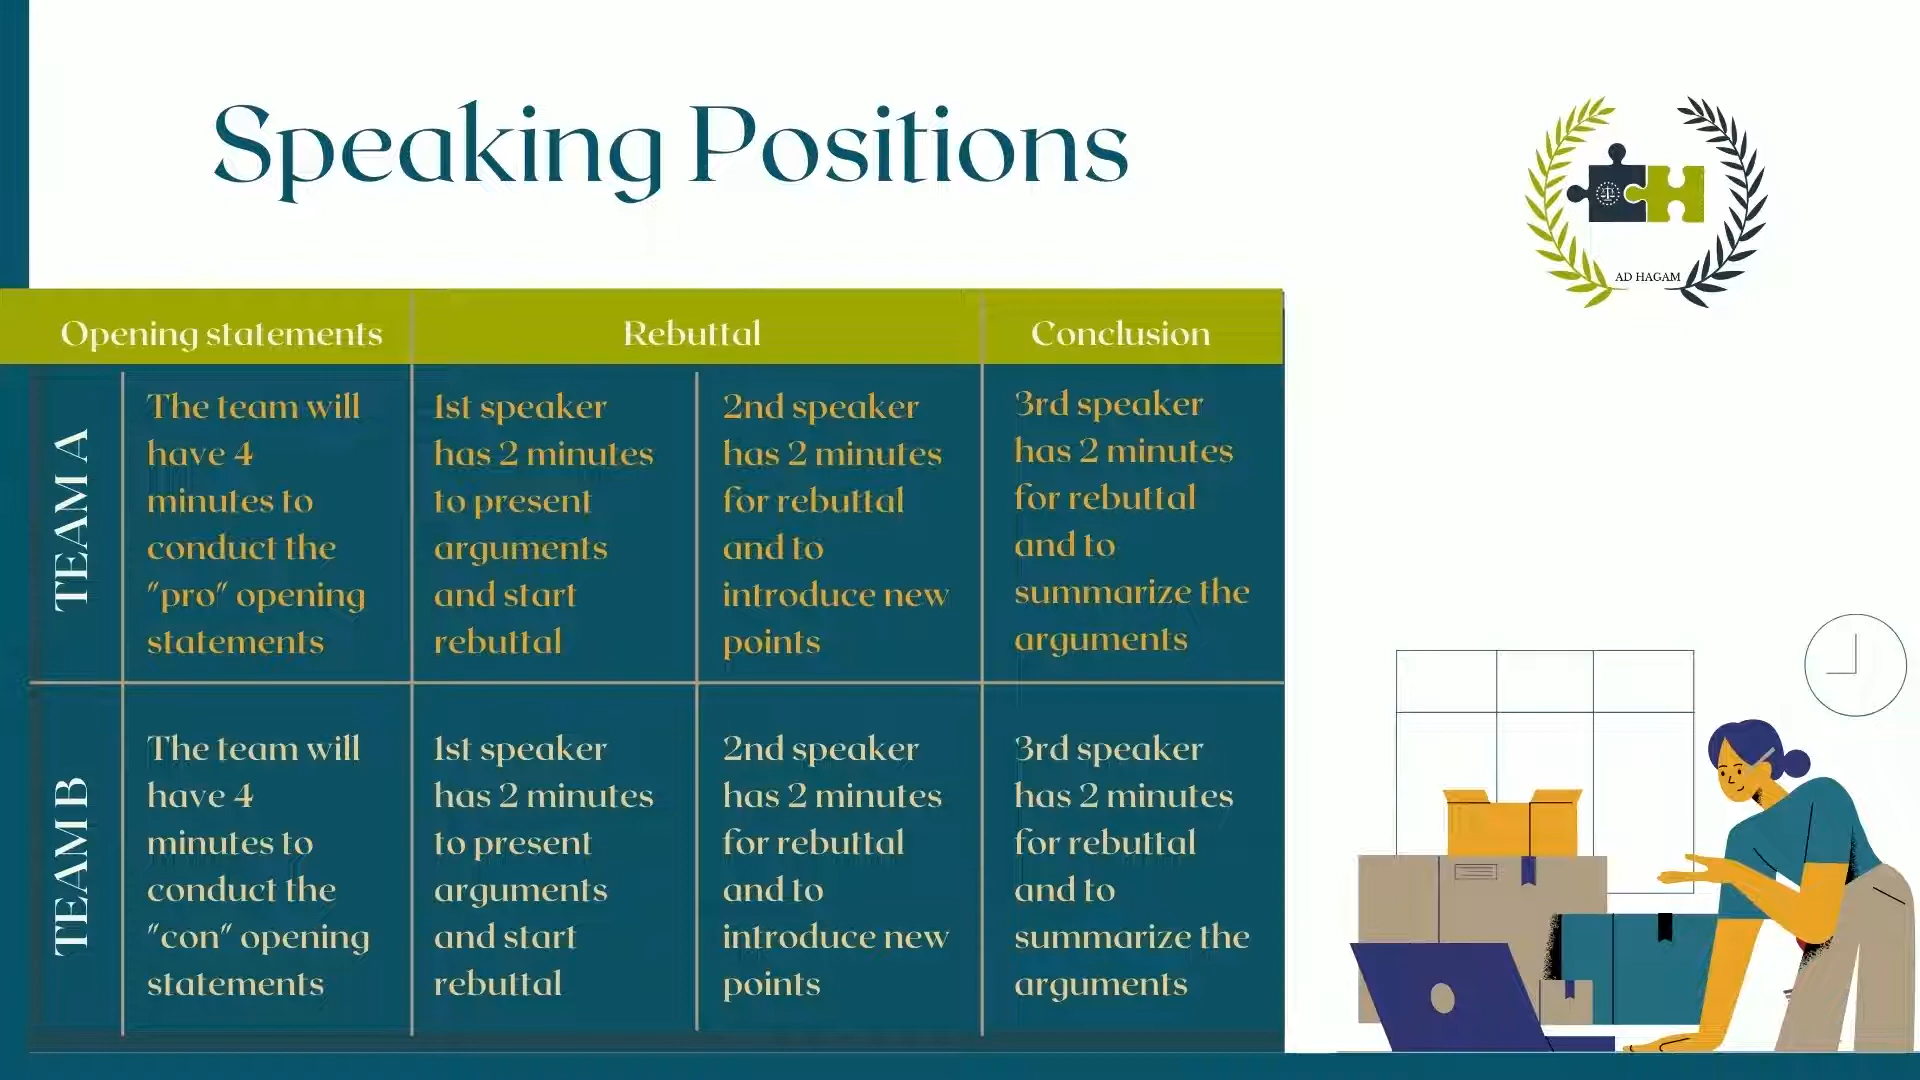 Speaking Positions
AD HAGAM
Opening statements
Rebuttal
Conclusion
TEAM A
The team will
have 4
minutes to
conduct the
"pro" opening
statements
1st speaker
has 2 minutes
to present
arguments
and start
rebuttal
2nd speaker
has 2 minutes
for rebuttal
and to
introduce new
points
3rd speaker
has 2 minutes
for rebuttal
and to
summarize the
arguments
TEAM B
The team will
have 4
minutes to
conduct the
"con" opening
statements
1st speaker
has 2 minutes
to present
arguments
and start
rebuttal
2nd speaker
has 2 minutes
for rebuttal
and to
introduce new
points
3rd speaker
has 2 minutes
for rebuttal
and to
summarize the
arguments